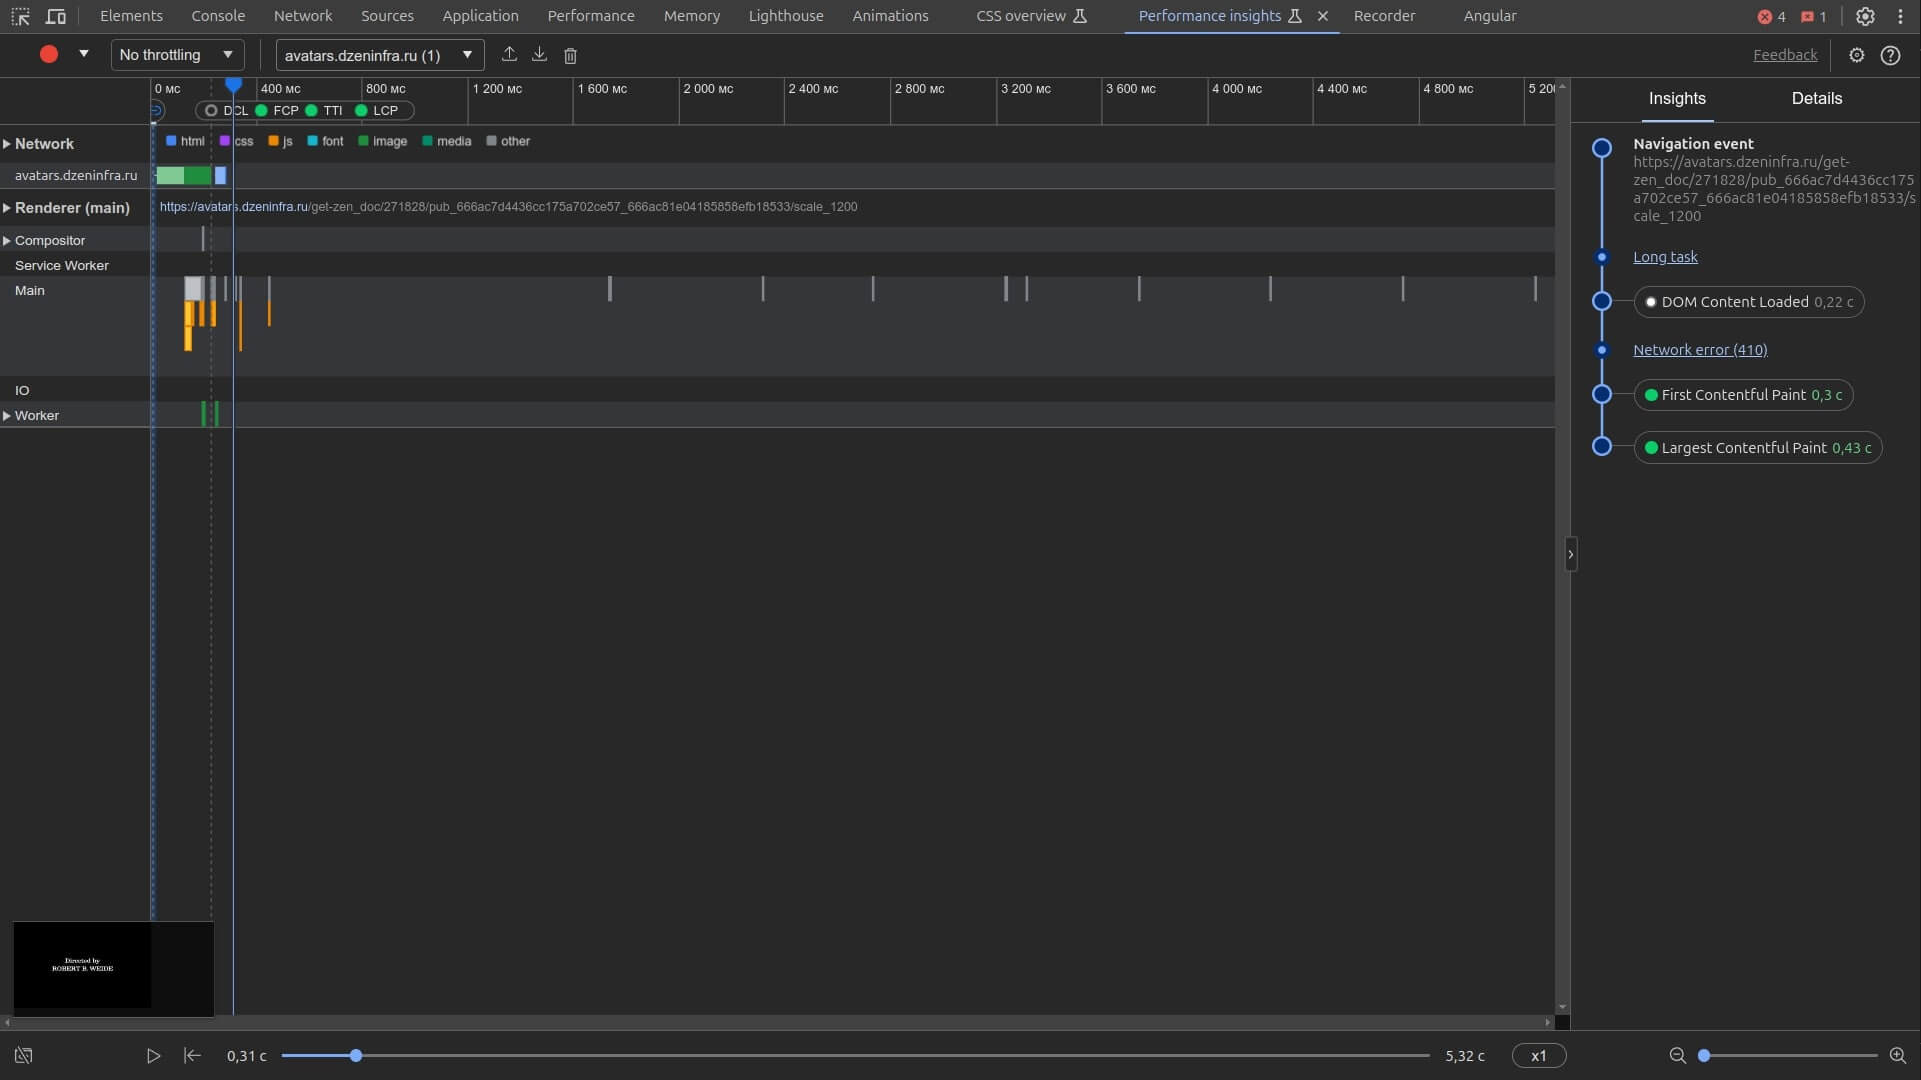 Elements Console Network Sources Application Performance Memory Lighthouse Animations CSS overview Performance insights Recorder Angular 4 1
No throttling avatars.dzeninfra.ru (1) Feedback
0 мс 400 мс 800 мс 1 200 мс 1 600 мс 2 000 мс 2 400 мс 2 800 мс 3 200 мс 3 600 мс 4 000 мс 4 400 мс 4 800 мс 5 200
DCL FCP TTI LCP
Network html css js font image media other
avatars.dzeninfra.ru
Renderer (main) https://avatars.dzeninfra.ru/get-zen_doc/271828/pub_666ac7d4436cc175a702ce57_666ac81e04185858efb18533/scale_1200
Compositor
Service Worker
Main
IO
Worker
Directed by
ROBERT B. WEIDE
Insights Details
Navigation event
https://avatars.dzeninfra.ru/get-
zen_doc/271828/pub_666ac7d4436cc175
a702ce57_666ac81e04185858efb18533/s
cale_1200
Long task
DOM Content Loaded 0,22 с
Network error (410)
First Contentful Paint 0,3 с
Largest Contentful Paint 0,43 с
0,31 с 5,32 с x1